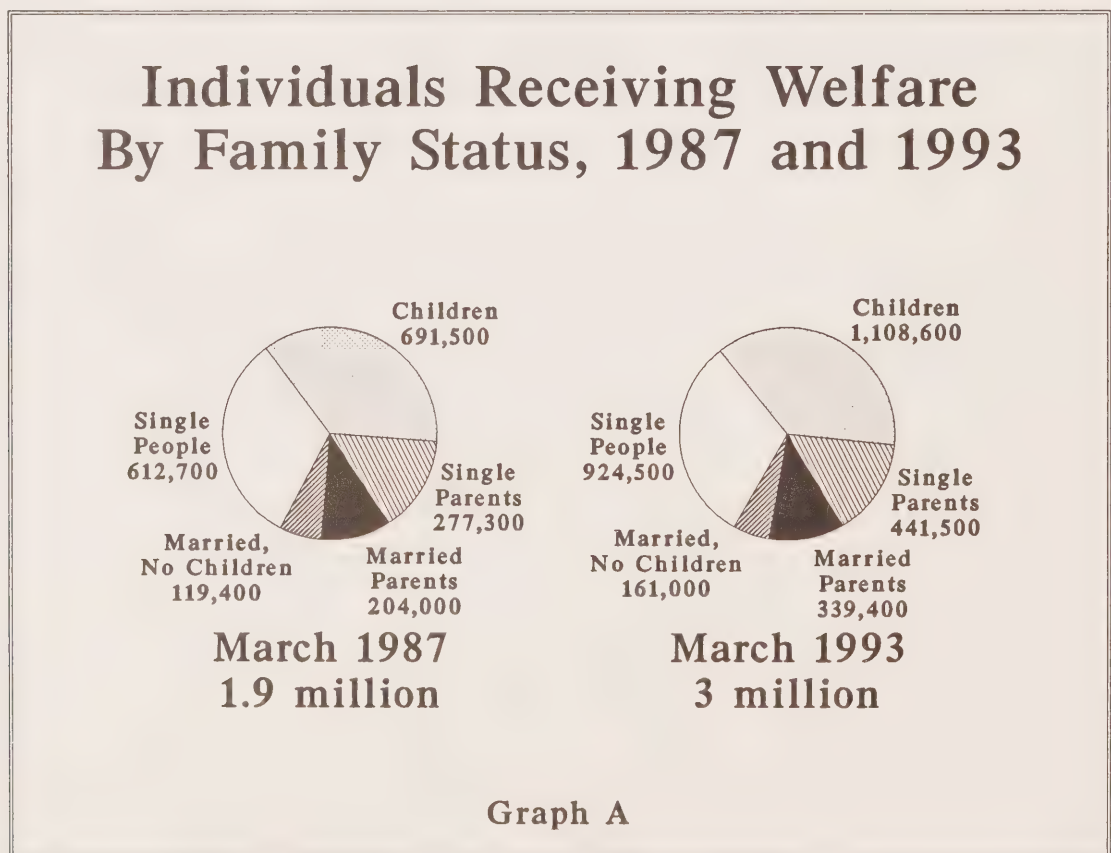 Individuals Receiving Welfare
By Family Status, 1987 and 1993
Children
691,500
Single
People
612,700
Single
Parents
277,300
Married,
No Children
119,400
Married
Parents
204,000
March 1987
1.9 million
Children
1,108,600
Single
People
924,500
Single
Parents
441,500
Married,
No Children
161,000
Married
Parents
339,400
March 1993
3 million
Graph A